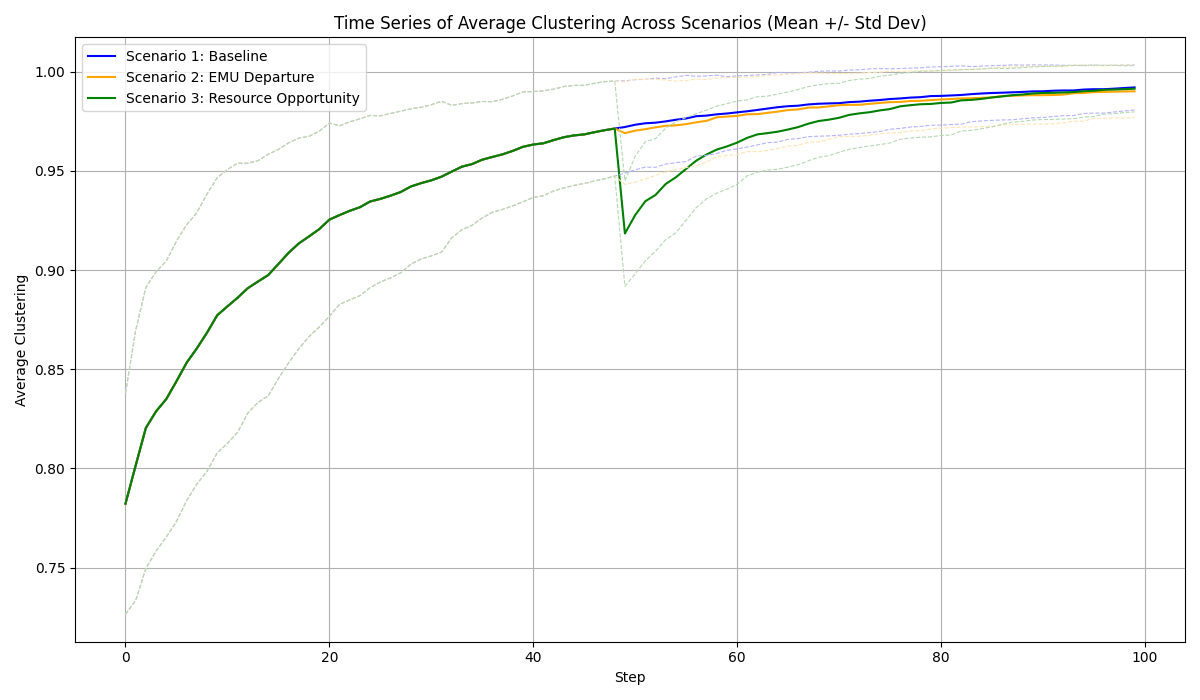 Time Series of Average Clustering Across Scenarios (Mean +/- Std Dev)
Scenario 1: Baseline
Scenario 2: EMU Departure
Scenario 3: Resource Opportunity
Average Clustering
1.00
0.95
0.90
0.85
0.80
0.75
0 20 40 60 80 100
Step